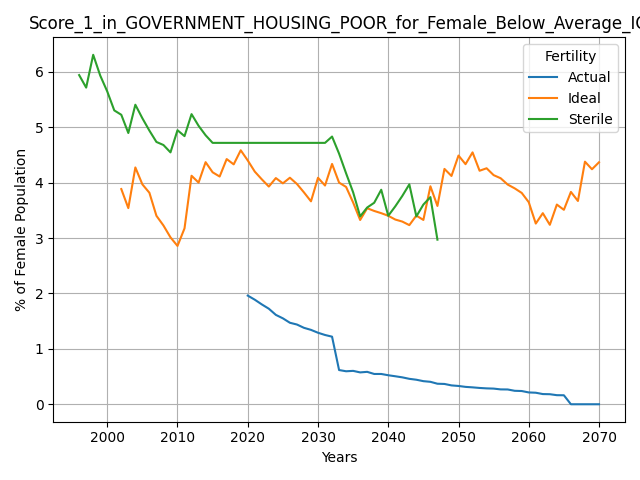 Score_1_in_GOVERNMENT_HOUSING_POOR_for_Female_Below_Average_IQ
Fertility
Actual
Ideal
Sterile
% of Female Population
6
5
4
3
2
1
0
2000 2010 2020 2030 2040 2050 2060 2070
Years